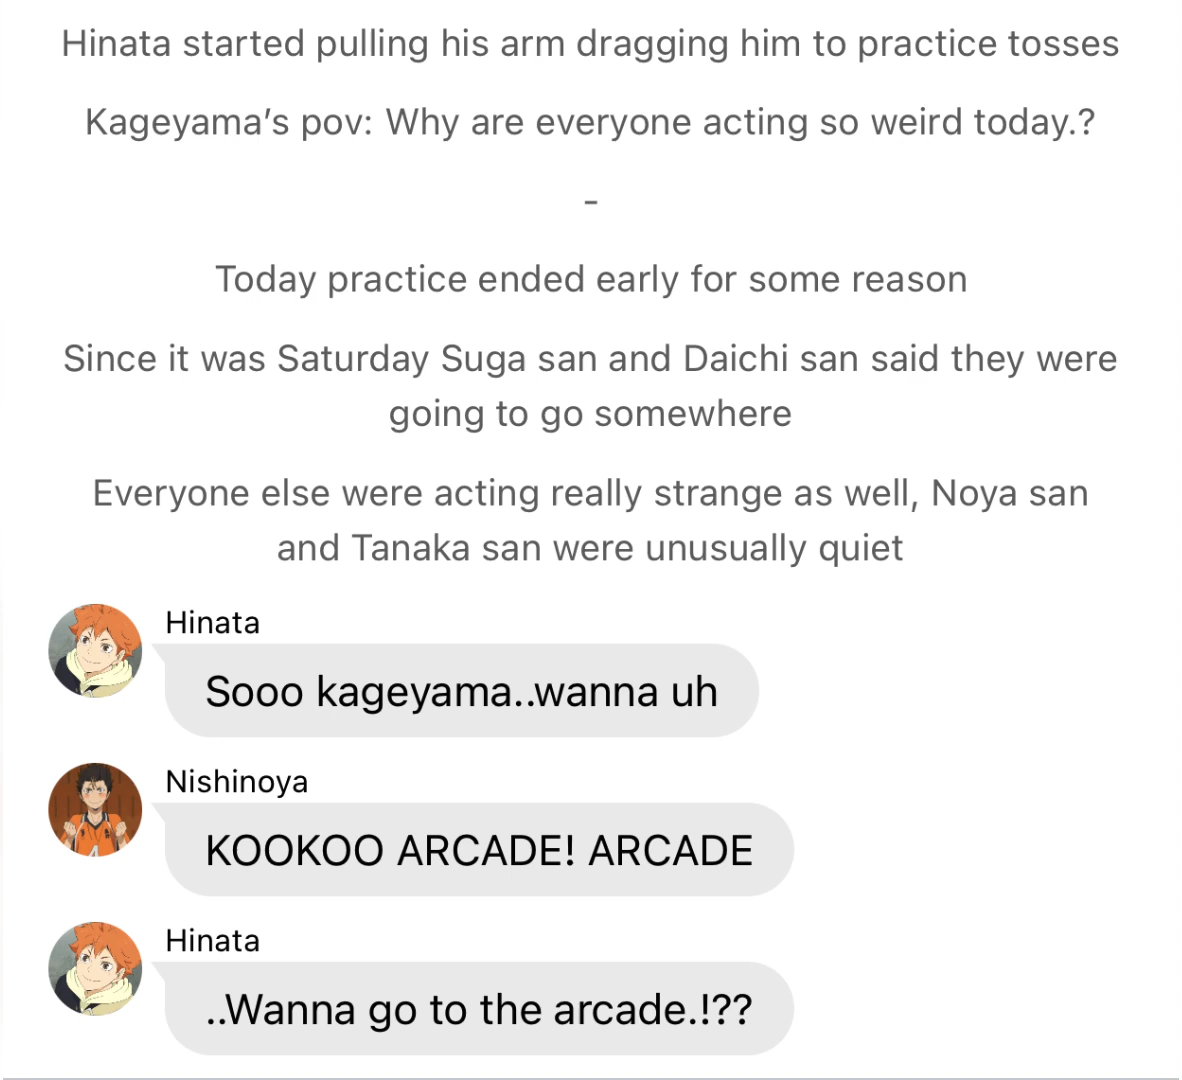 Hinata started pulling his arm dragging him to practice tosses
Kageyama’s pov: Why are everyone acting so weird today.?
-
Today practice ended early for some reason
Since it was Saturday Suga san and Daichi san said they were
going to go somewhere
Everyone else were acting really strange as well, Noya san
and Tanaka san were unusually quiet
Hinata
Sooo kageyama..wanna uh
Nishinoya
KOOKOO ARCADE! ARCADE
Hinata
..Wanna go to the arcade.!??